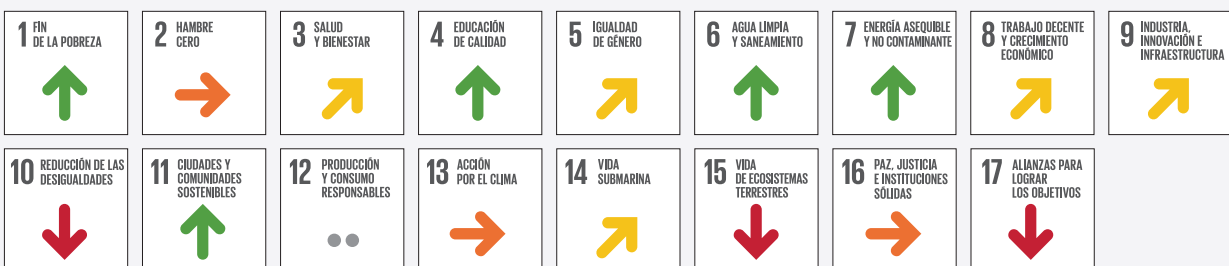 1 FIN
DE LA POBREZA
2 HAMBRE
CERO
3 SALUD
Y BIENESTAR
4 EDUCACIÓN
DE CALIDAD
5 IGUALDAD
DE GÉNERO
6 AGUA LIMPIA
Y SANEAMIENTO
7 ENERGÍA ASEQUIBLE
Y NO CONTAMINANTE
8 TRABAJO DECENTE
Y CRECIMIENTO
ECONÓMICO
9 INDUSTRIA,
INNOVACIÓN E
INFRAESTRUCTURA
10 REDUCCIÓN DE LAS
DESIGUALDADES
11 CIUDADES Y
COMUNIDADES
SOSTENIBLES
12 PRODUCCIÓN
Y CONSUMO
RESPONSABLES
13 ACCIÓN
POR EL CLIMA
14 VIDA
SUBMARINA
15 VIDA
DE ECOSISTEMAS
TERRESTRES
16 PAZ, JUSTICIA
E INSTITUCIONES
SÓLIDAS
17 ALIANZAS PARA
LOGRAR
LOS OBJETIVOS